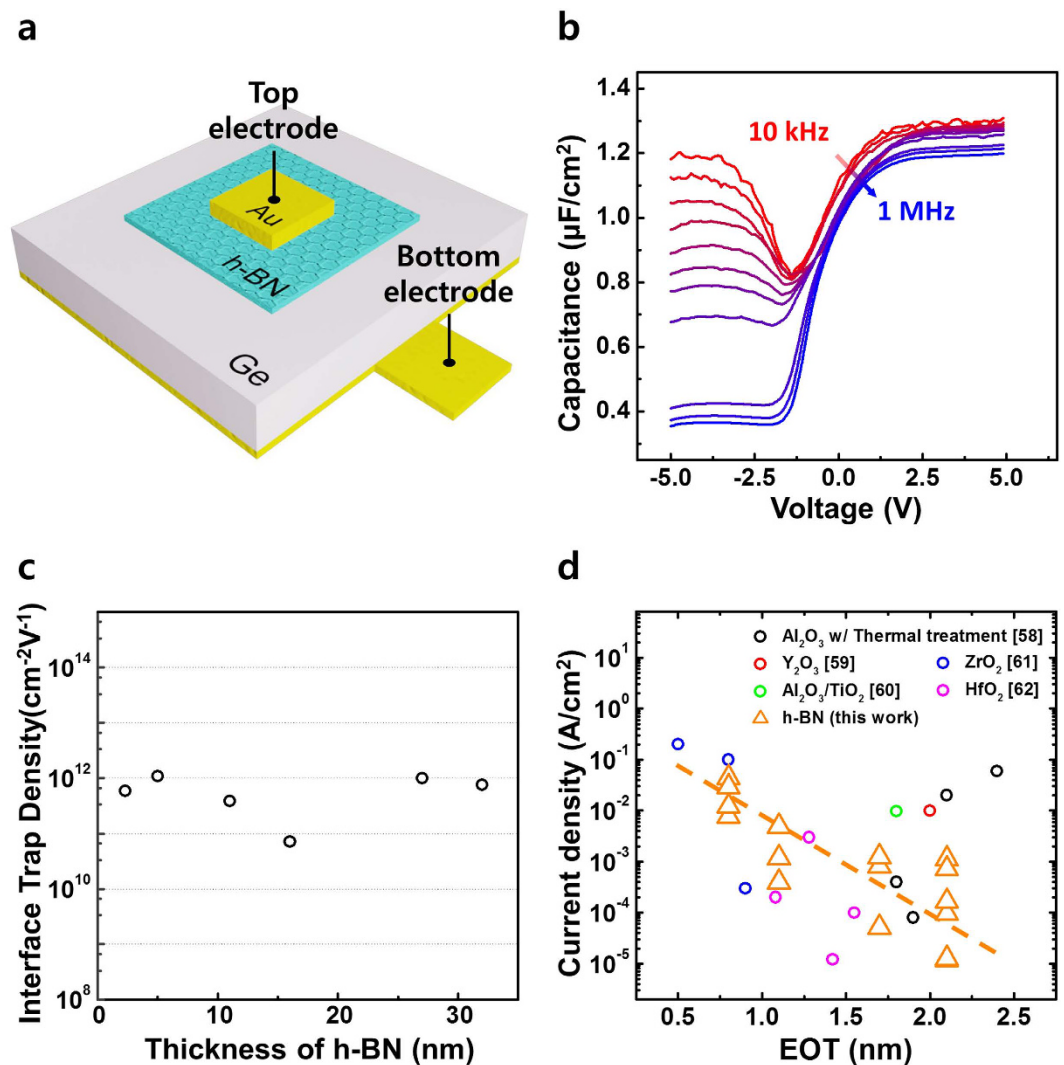 a
Top
electrode
Au
h-BN
Bottom
electrode
Ge
b
Capacitance (µF/cm²)
1.4
1.2
1.0
0.8
0.6
0.4
10 kHz
1 MHz
-5.0 -2.5 0.0 2.5 5.0
Voltage (V)
c
Interface Trap Density(cm⁻²V⁻¹)
10¹⁴
10¹²
10¹⁰
10⁸
0 10 20 30
Thickness of h-BN (nm)
d
Current density (A/cm²)
10²
10¹
10⁰
10⁻¹
10⁻²
10⁻³
10⁻⁴
10⁻⁵
Al₂O₃ w/ Thermal treatment [58]
Y₂O₃ [59] ZrO₂ [61]
Al₂O₃/TiO₂ [60] HfO₂ [62]
h-BN (this work)
0.5 1.0 1.5 2.0 2.5
EOT (nm)